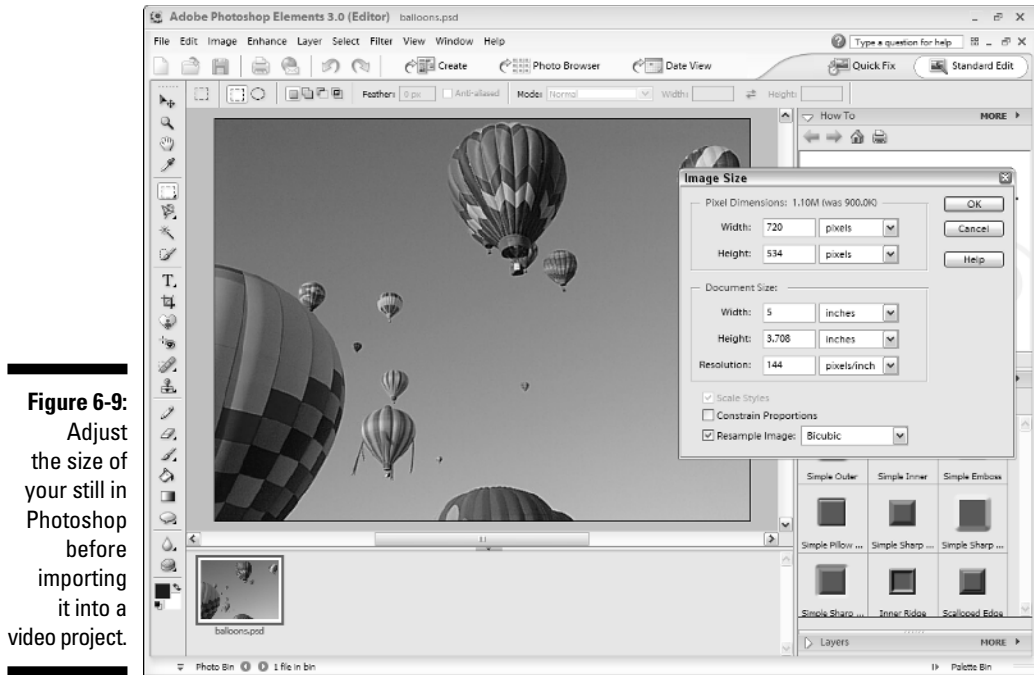 Adobe Photoshop Elements 3.0 (Editor) balloons.psd
File Edit Image Enhance Layer Select Filter View Window Help
Type a question for help
Create Photo Browser Date View Quick Fix Standard Edit
Feather: 0 px Anti-aliased Mode: Normal Width: Height:
How To MORE
Image Size
Pixel Dimensions: 1.10M (was 900.0K)
Width: 720 pixels
Height: 534 pixels
OK
Cancel
Help
Document Size:
Width: 5 inches
Height: 3.708 inches
Resolution: 144 pixels/inch
Scale Styles
Constrain Proportions
Resample Image: Bicubic
Simple Outer Simple Inner Simple Emboss
Simple Pillow ... Simple Sharp ... Simple Sharp ...
Simple Sharp ... Inner Ridge Scalloped Edge
Layers MORE
balloons.psd
Photo Bin 1 file in bin Palette Bin
Figure 6-9:
Adjust
the size of
your still in
Photoshop
before
importing
it into a
video project.